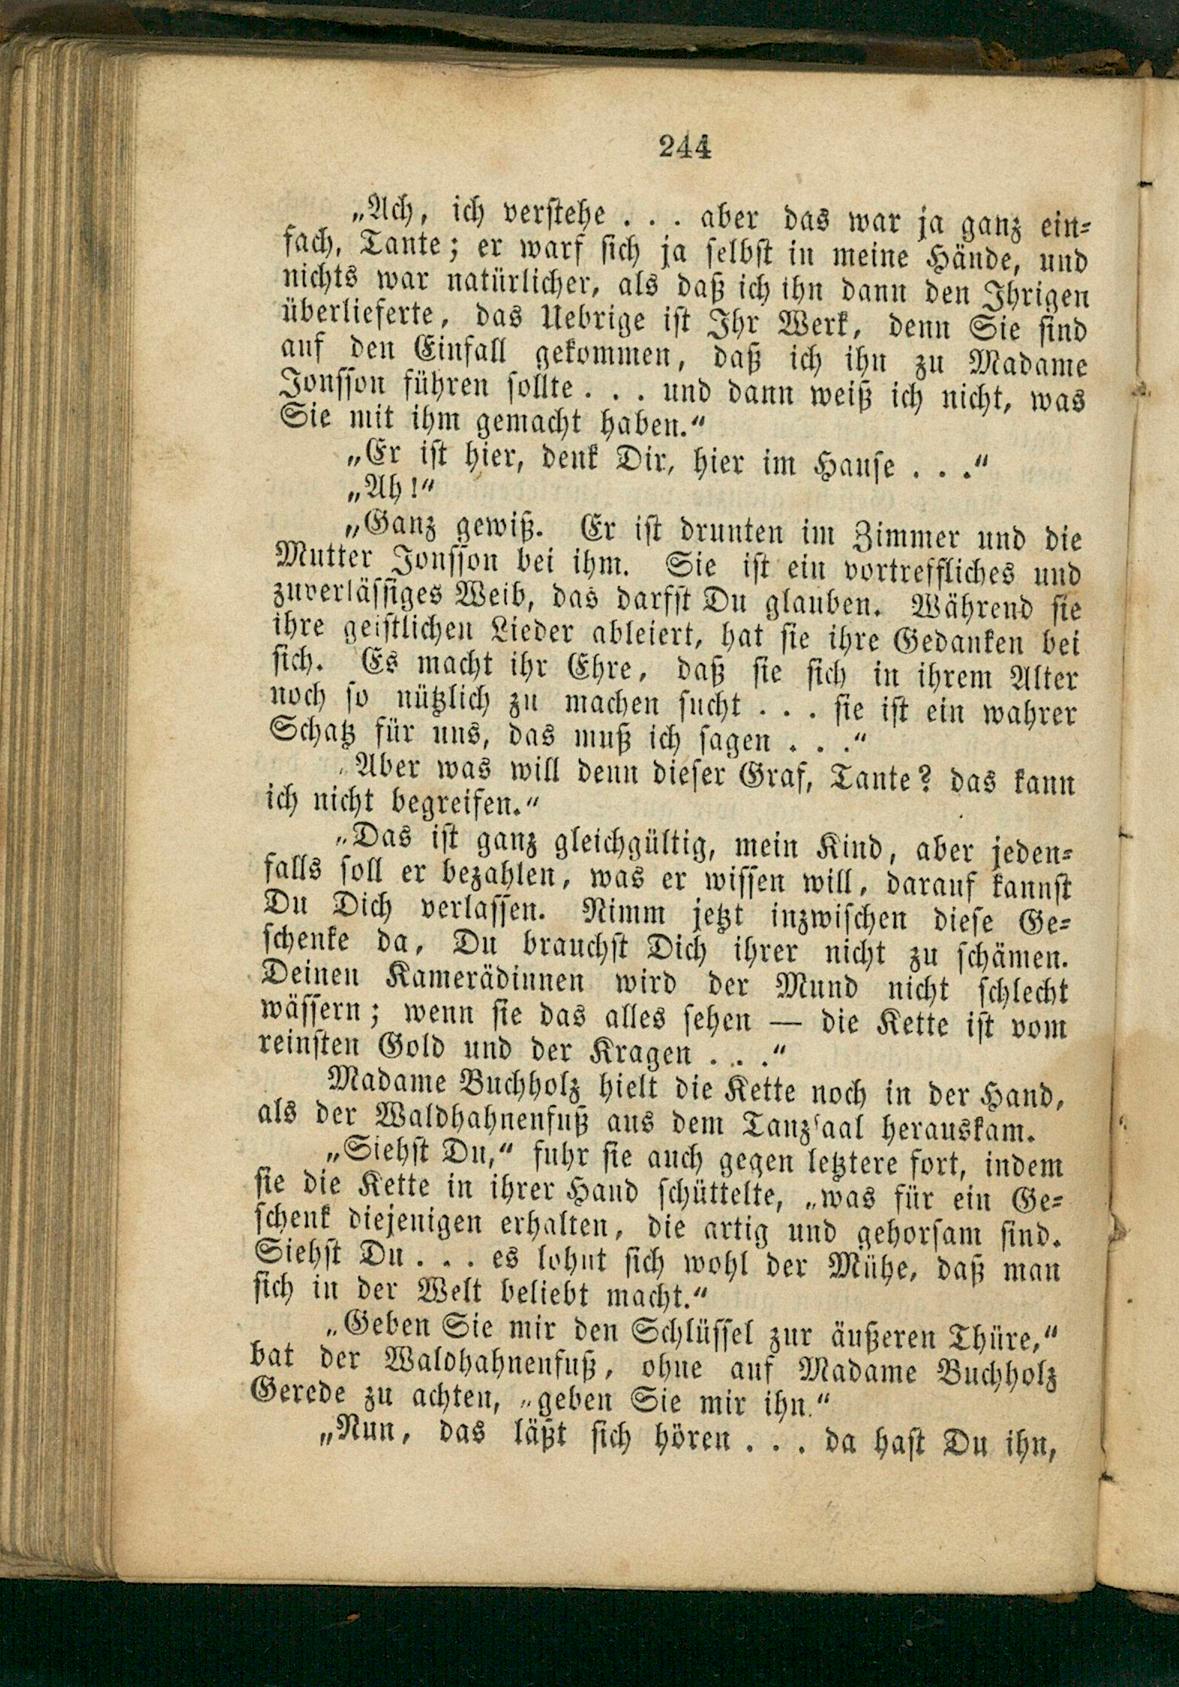 244
„Ach, ich verstehe . . . aber das war ja ganz ein-
fach, Tante; er warf sich ja selbst in meine Hände, und
nichts war natürlicher, als daß ich ihn dann den Ihrigen
überlieferte, das Uebrige ist Ihr Werk, denn Sie sind
auf den Einfall gekommen, daß ich ihn zu Madame
Jonsson führen sollte . . . und dann weiß ich nicht, was
Sie mit ihm gemacht haben.“
„Er ist hier, denk Dir, hier im Hause . . .“
„Ah!“
„Ganz gewiß. Er ist drunten im Zimmer und die
Mutter Jonsson bei ihm. Sie ist ein vortreffliches und
zuverlässiges Weib, das darfst Du glauben. Während sie
ihre geistlichen Lieder ableiert, hat sie ihre Gedanken bei
sich. Es macht ihr Ehre, daß sie sich in ihrem Alter
noch so nützlich zu machen sucht . . . sie ist ein wahrer
Schatz für uns, das muß ich sagen . . .“
„Aber was will denn dieser Graf, Tante? das kann
ich nicht begreifen.“
„Das ist ganz gleichgültig, mein Kind, aber jeden-
falls soll er bezahlen, was er wissen will, darauf kannst
Du Dich verlassen. Nimm jetzt inzwischen diese Ge-
schenke da, Du brauchst Dich ihrer nicht zu schämen.
Deinen Kamerädinnen wird der Mund nicht schlecht
wässern; wenn sie das alles sehen — die Kette ist vom
reinsten Gold und der Kragen . . .“
Madame Buchholz hielt die Kette noch in der Hand,
als der Waldhahnenfuß aus dem Tanzsaal herauskam.
„Siehst Du,“ fuhr sie auch gegen letztere fort, indem
sie die Kette in ihrer Hand schüttelte, „was für ein Ge-
schenk diejenigen erhalten, die artig und gehorsam sind.
Siehst Du . . . es lohnt sich wohl der Mühe, daß man
sich in der Welt beliebt macht.“
„Geben Sie mir den Schlüssel zur äußeren Thüre,“
bat der Waldhahnenfuß, ohne auf Madame Buchholz
Gerede zu achten, „geben Sie mir ihn.“
„Nun, das läßt sich hören . . . da hast Du ihn,